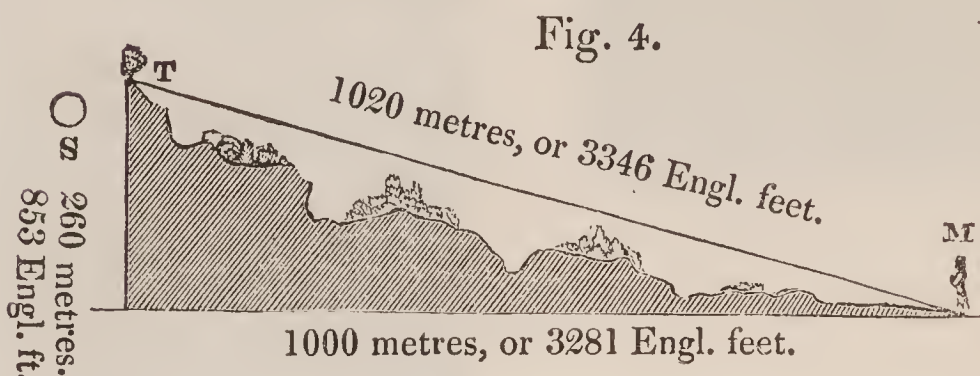 Fig. 4.
T
1020 metres, or 3346 Engl. feet.
S
260 metres.
853 Engl. ft.
M
1000 metres, or 3281 Engl. feet.